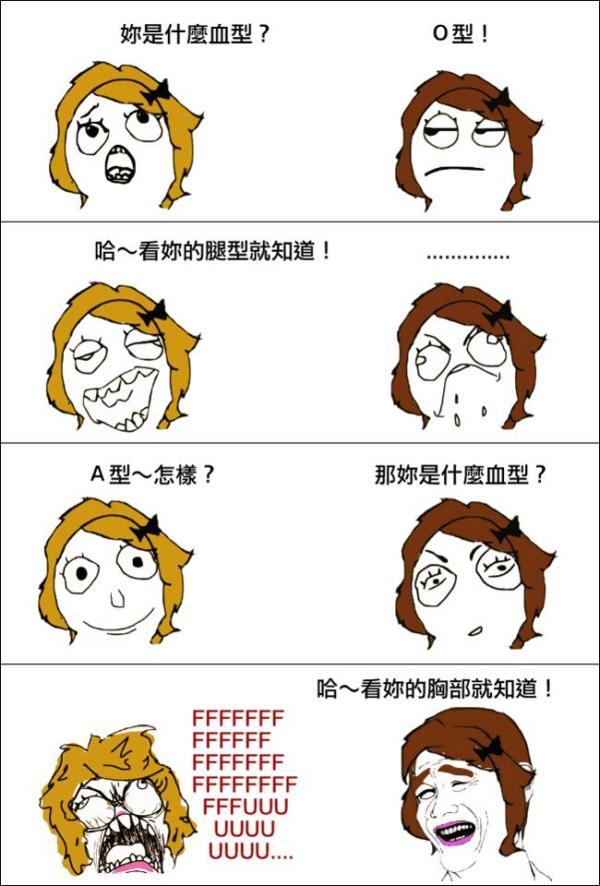 妳是什麼血型？
O型！
哈～看妳的腿型就知道！
..............
A型～怎樣？
那妳是什麼血型？
哈～看妳的胸部就知道！
FFFFFFF
FFFFFF
FFFFFFF
FFFFFFFF
FFFUUU
UUUU
UUUU....